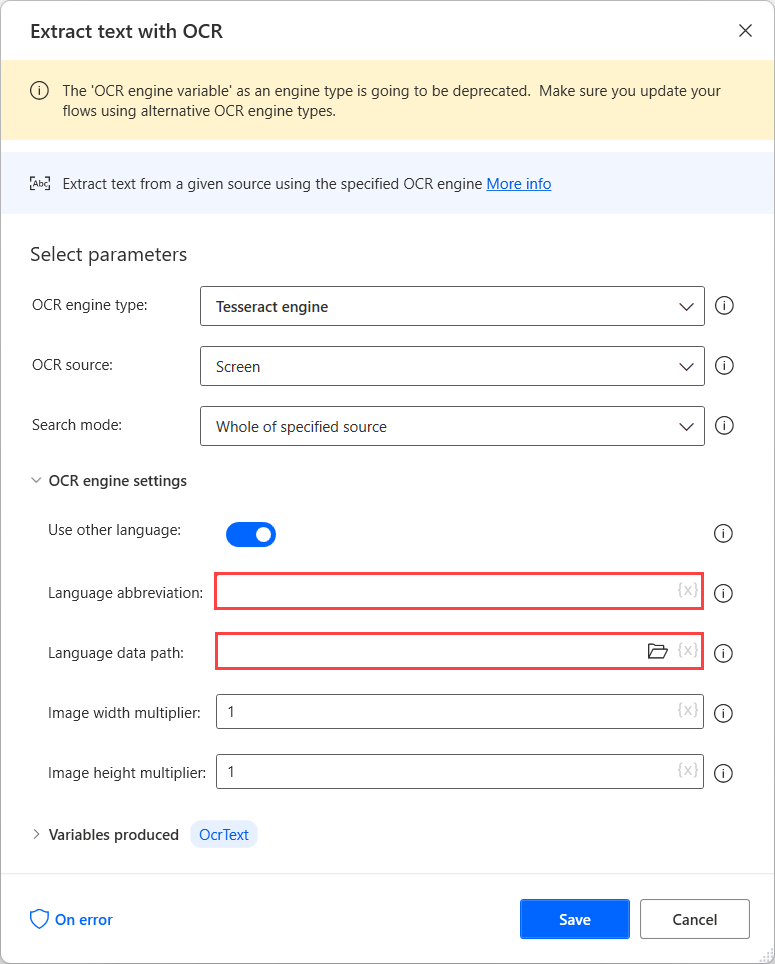 Extract text with OCR
The 'OCR engine variable' as an engine type is going to be deprecated.  Make sure you update your
flows using alternative OCR engine types.
Abc
Extract text from a given source using the specified OCR engine More info
Select parameters
OCR engine type:
Tesseract engine
OCR source:
Screen
Search mode:
Whole of specified source
OCR engine settings
Use other language:
Language abbreviation:
{x}
Language data path:
{x}
Image width multiplier:
1
{x}
Image height multiplier:
1
{x}
Variables produced
OcrText
On error
Save
Cancel